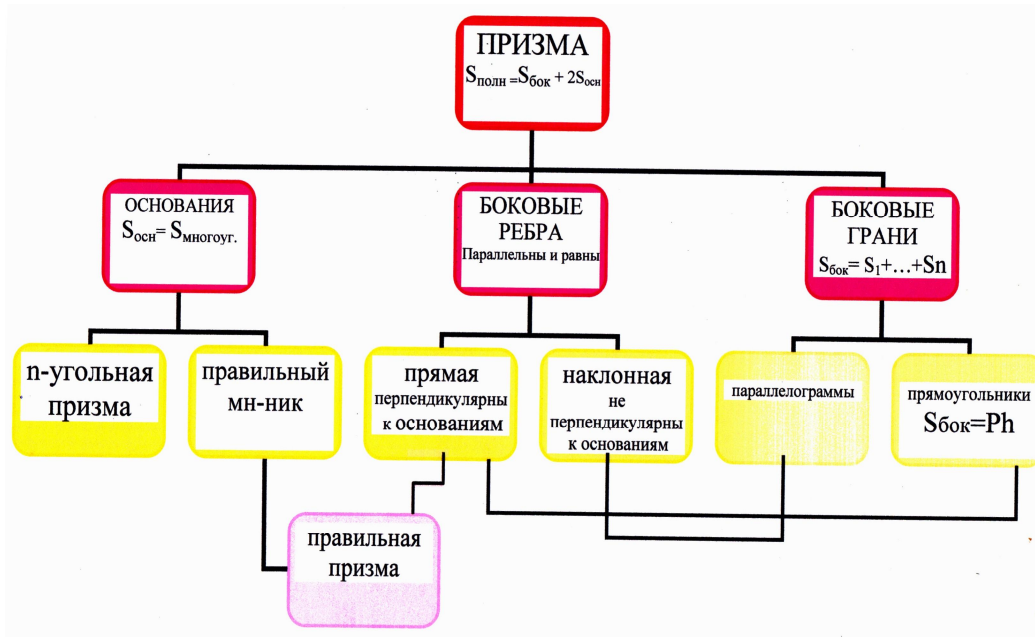 ПРИЗМА
Sполн =Sбок + 2Sосн
ОСНОВАНИЯ
Sосн= Sмногоуг.
БОКОВЫЕ
РЕБРА
Параллельны и равны
БОКОВЫЕ
ГРАНИ
Sбок= S1+…+Sn
n-угольная
призма
правильный
мн-ник
прямая
перпендикулярны
к основаниям
наклонная
не
перпендикулярны
к основаниям
параллелограммы
прямоугольники
Sбок=Ph
правильная
призма